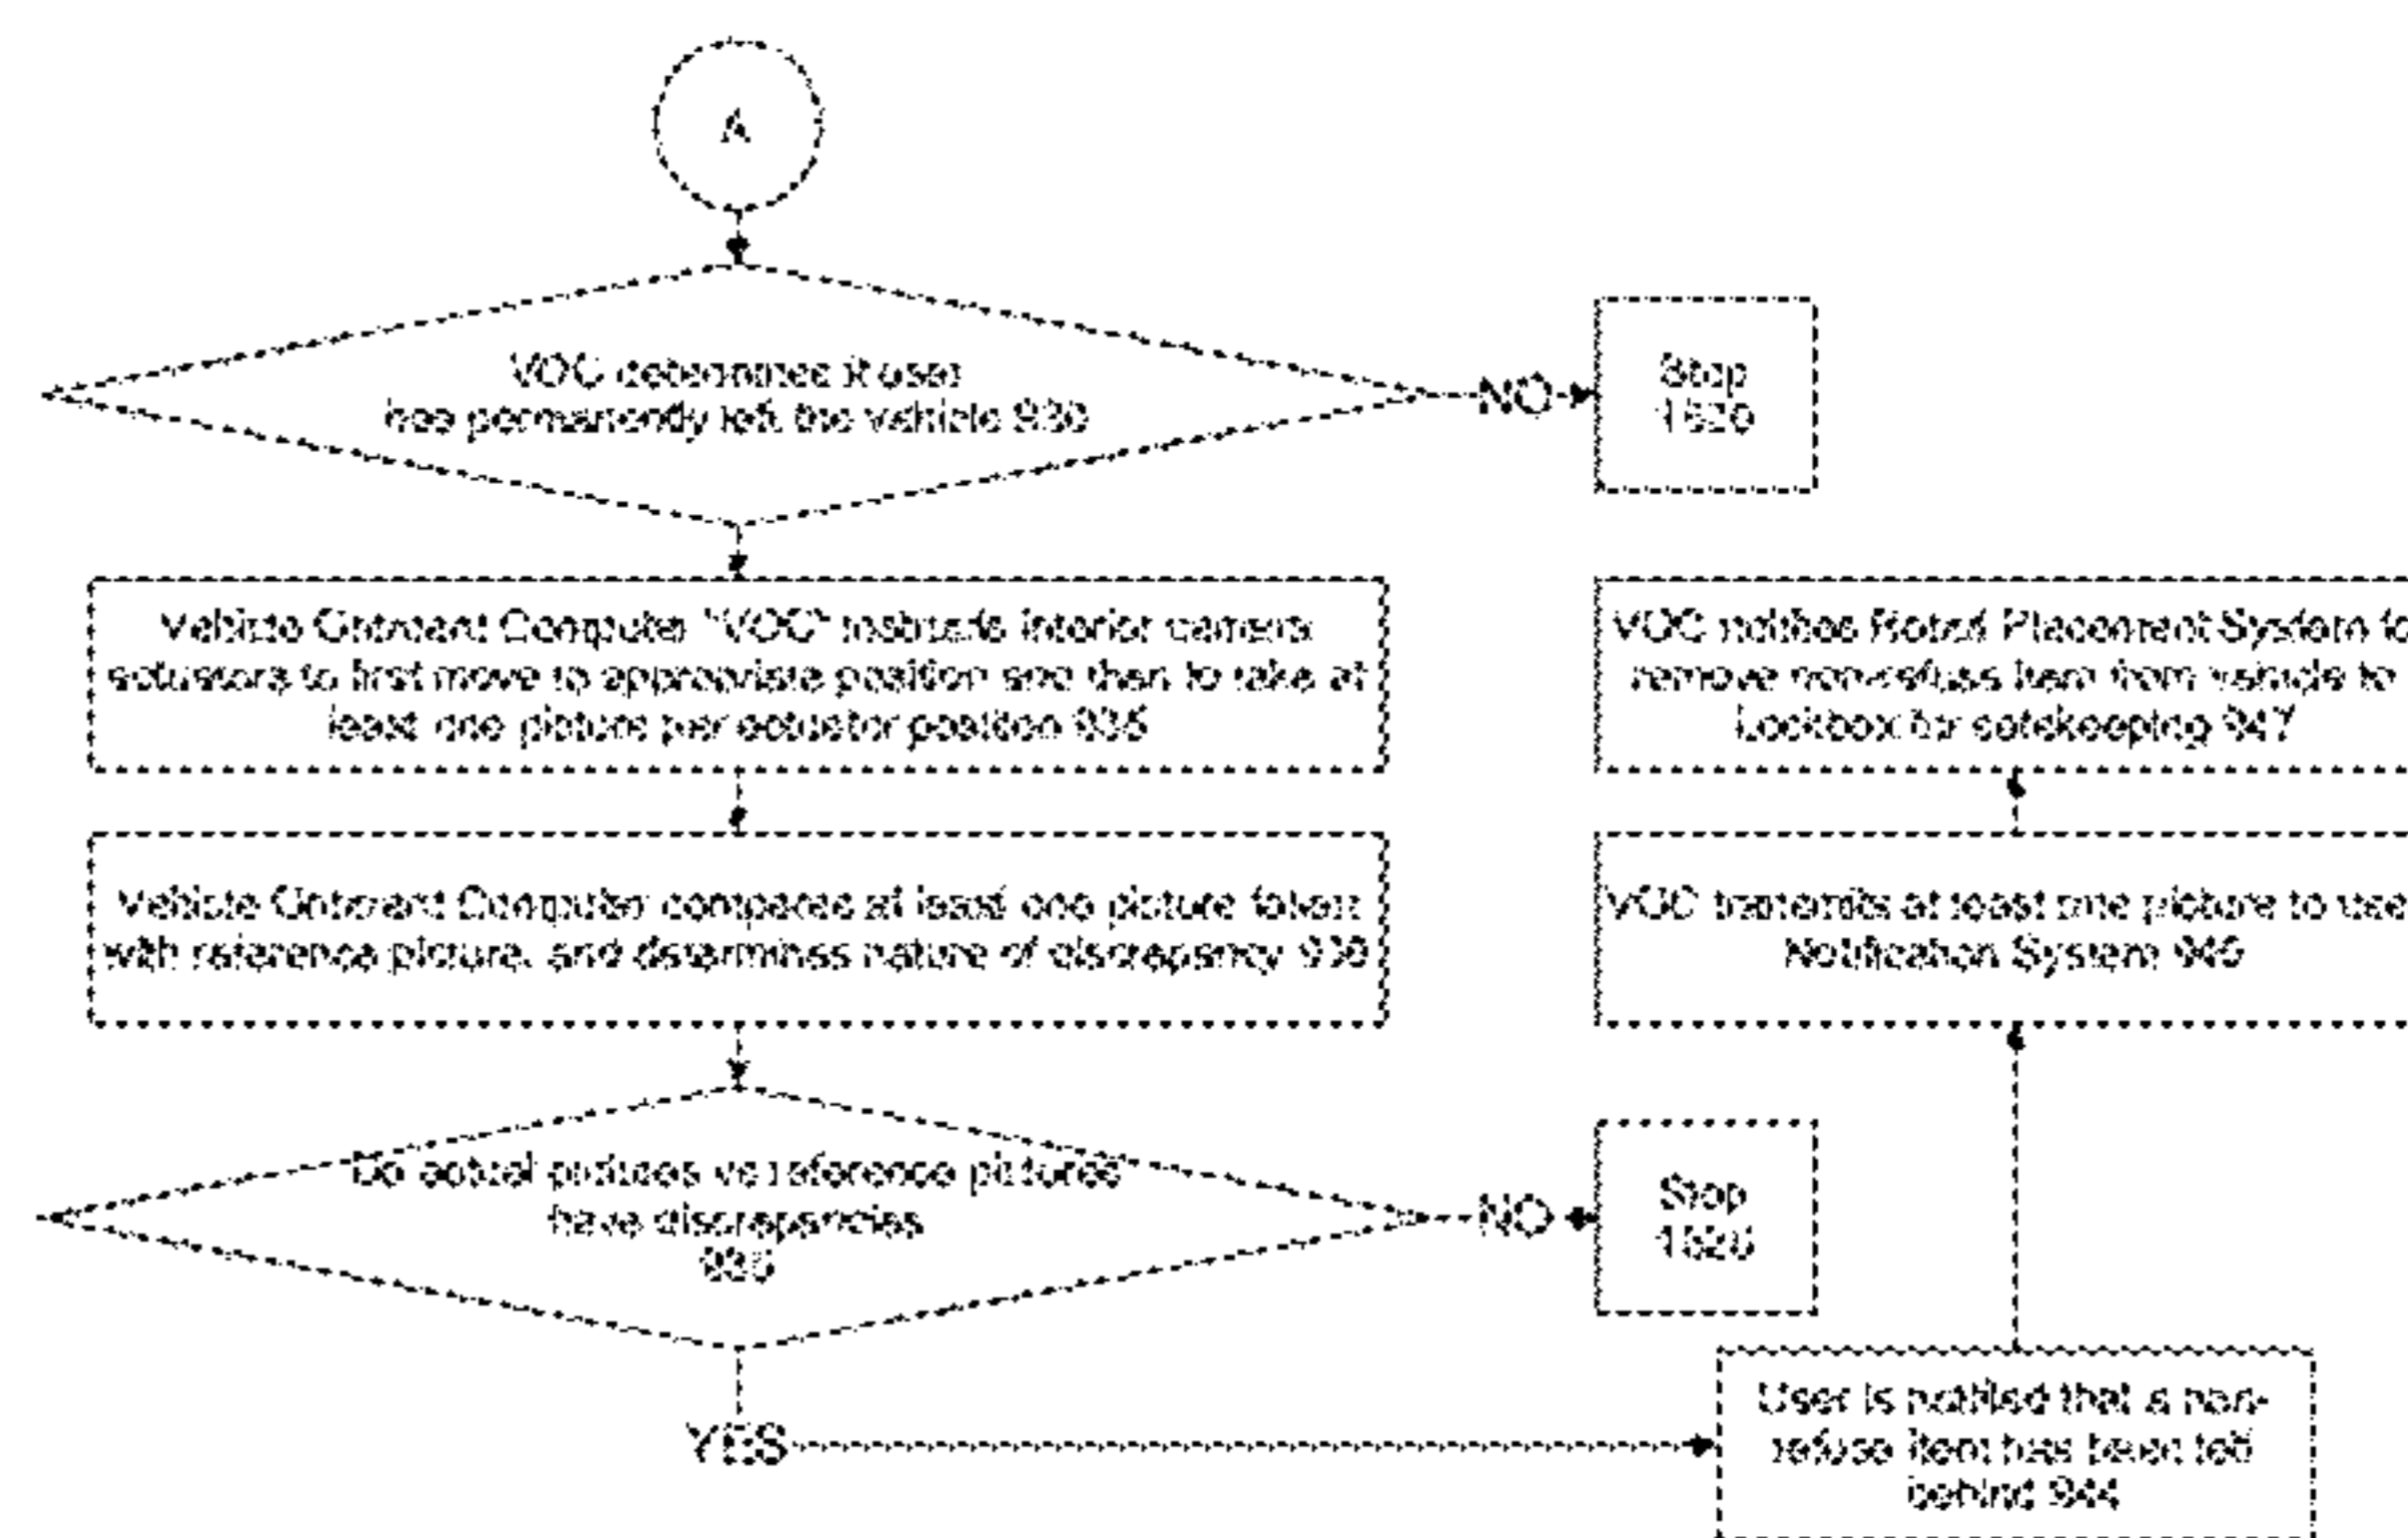 A
VOC determines if user
has permanently left the vehicle 930
NO
Stop
Vehicle Onboard Computer "VOC" instructs interior camera
actuators to first move to appropriate position and then to take at
least one picture per actuator position 935
VOC notifies Robot Placement System to
remove non-refuse item from vehicle to
Lockbox for safekeeping 947
Vehicle Onboard Computer compares at least one picture taken
with reference picture, and determines nature of discrepancy
VOC transmits at least one picture to use
Notification System
Do actual pictures vs reference pictures
have discrepancies
NO
Stop
YES
User is notified that a non-
refuse item has been left
behind 944